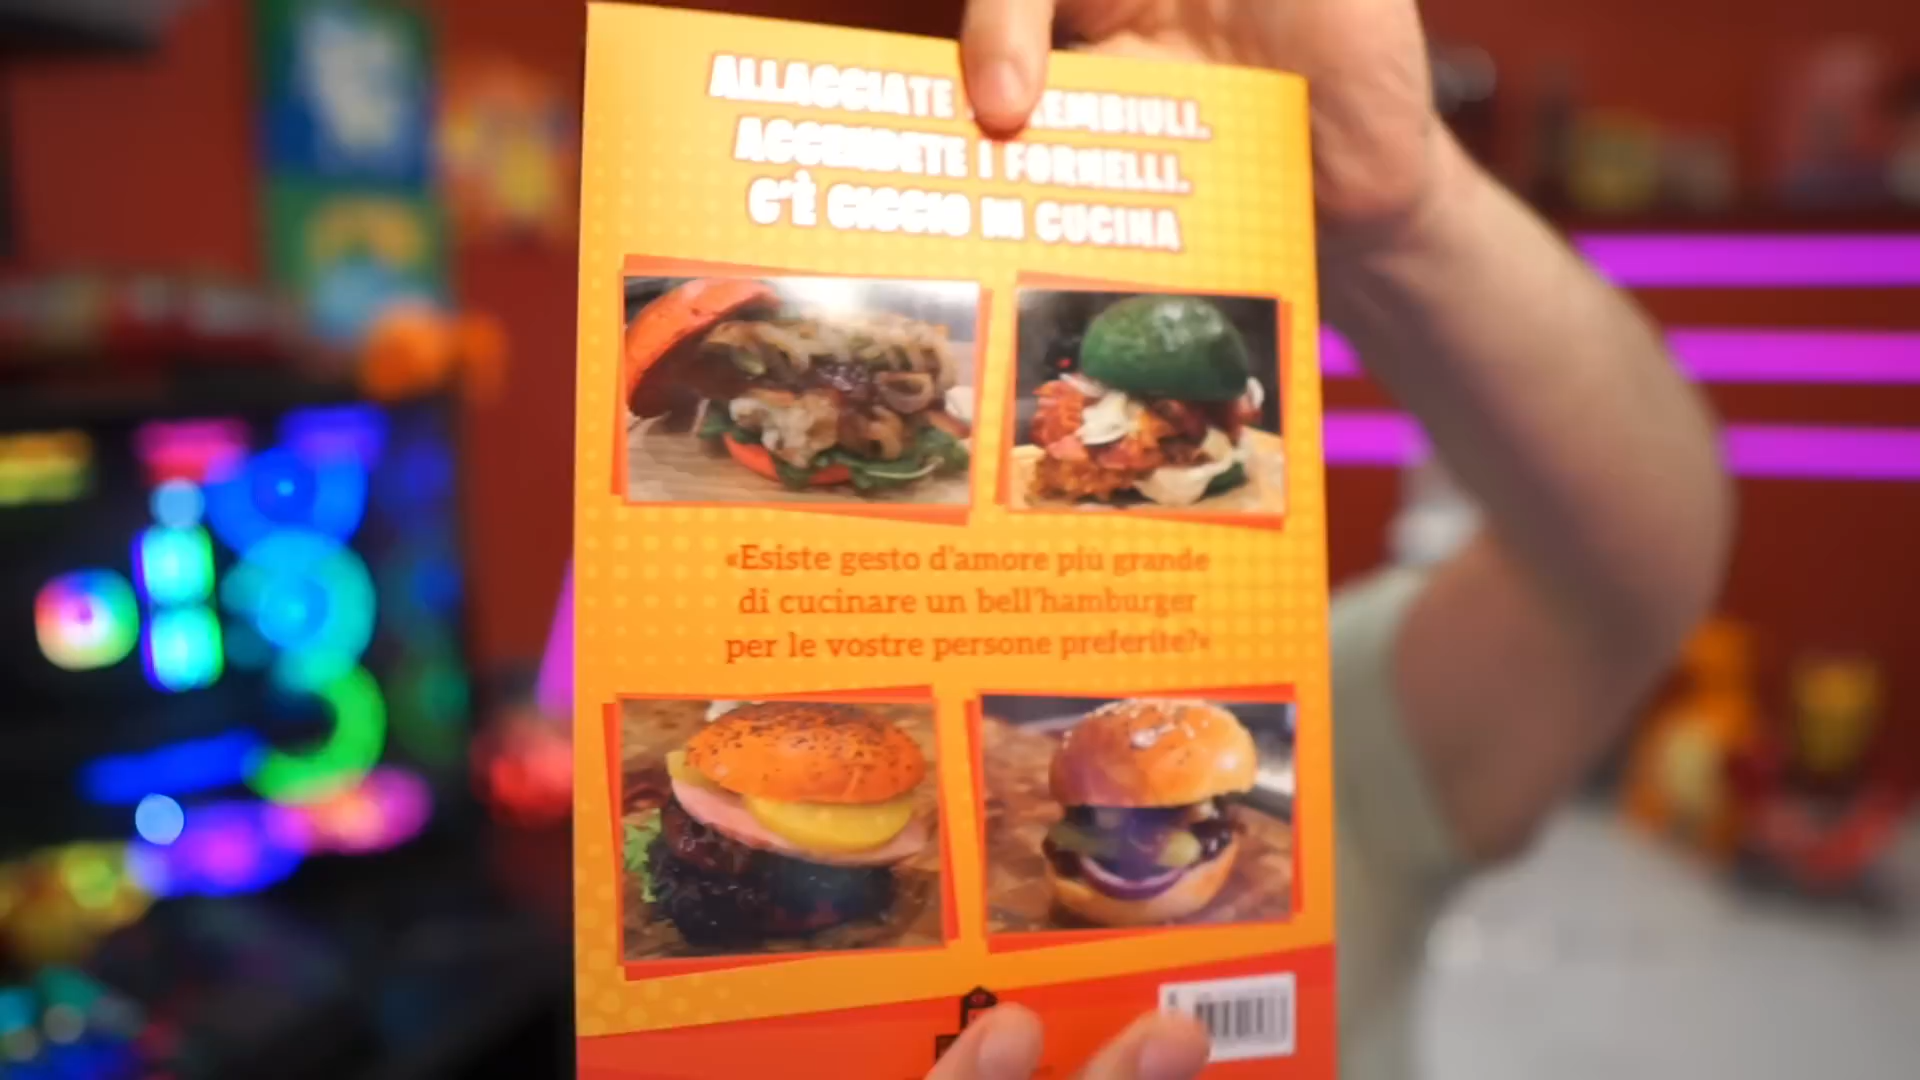 ALLACCIATE REMBIULI.
ACCENDETE I FORNELLI.
C'È CICCIO IN CUCINA
«Esiste gesto d'amore più grande
di cucinare un bell'hamburger
per le vostre persone preferite?»